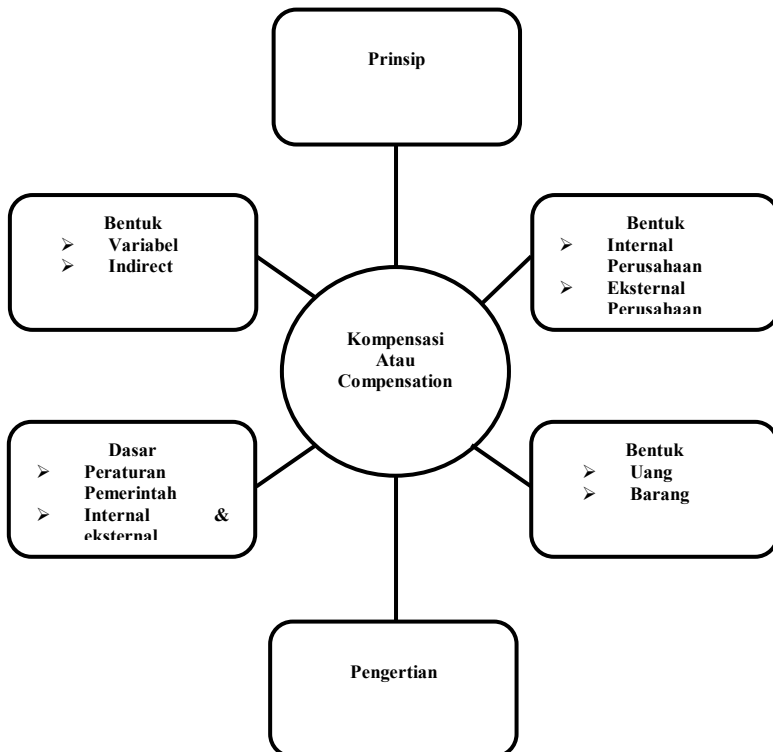 Prinsip
Bentuk
➢ Variabel
➢ Indirect
Bentuk
➢ Internal
Perusahaan
➢ Eksternal
Perusahaan
Kompensasi
Atau
Compensation
Dasar
➢ Peraturan
Pemerintah
➢ Internal &
eksternal
Bentuk
➢ Uang
➢ Barang
Pengertian